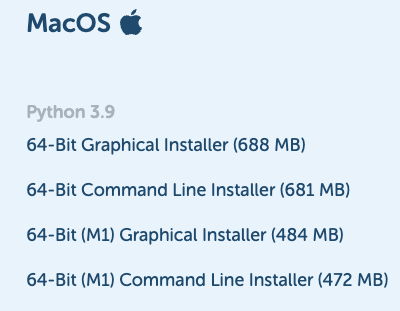 MacOS
Python 3.9
64-Bit Graphical Installer (688 MB)
64-Bit Command Line Installer (681 MB)
64-Bit (M1) Graphical Installer (484 MB)
64-Bit (M1) Command Line Installer (472 MB)